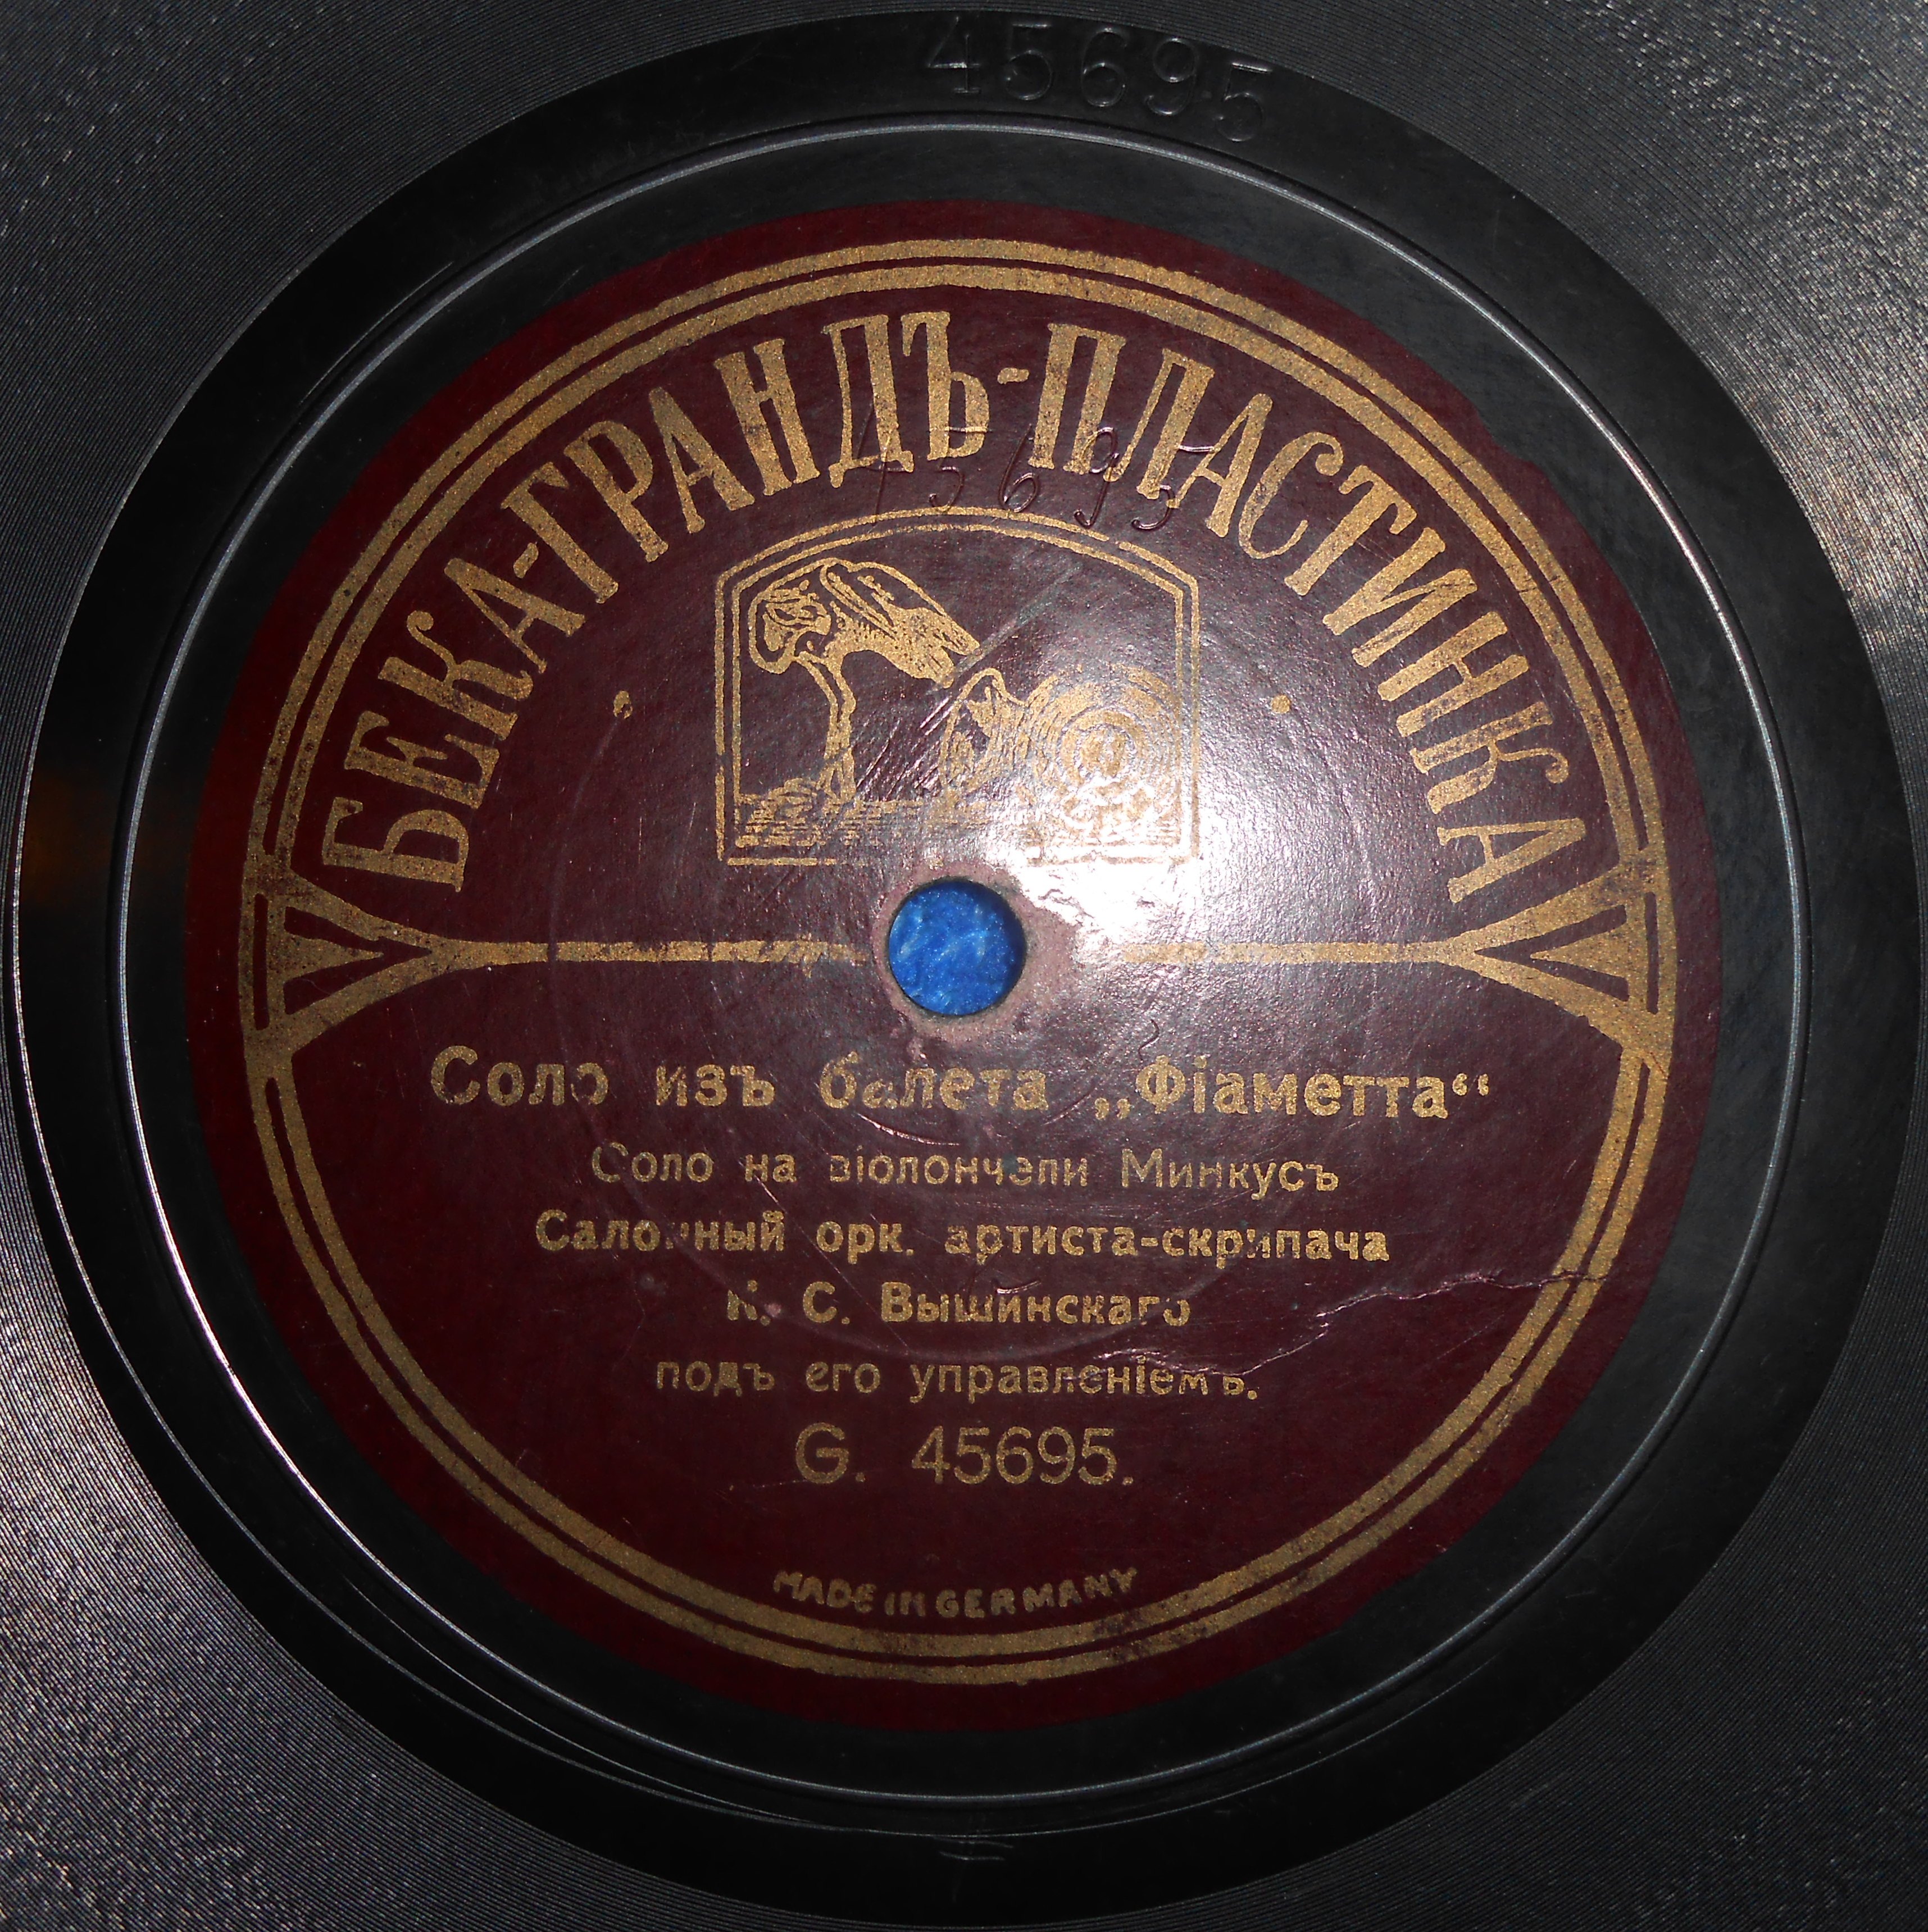 45695
БЕКА-ГРАНДЪ-ПЛАСТИНКА
45695
Соло изъ балета „Фіаметта“
Соло на віолончели Минкусъ
Салонный орк. артиста-скрипача
К. С. Вышинскаго
подъ его управленіемъ.
G. 45695.
MADE IN GERMANY